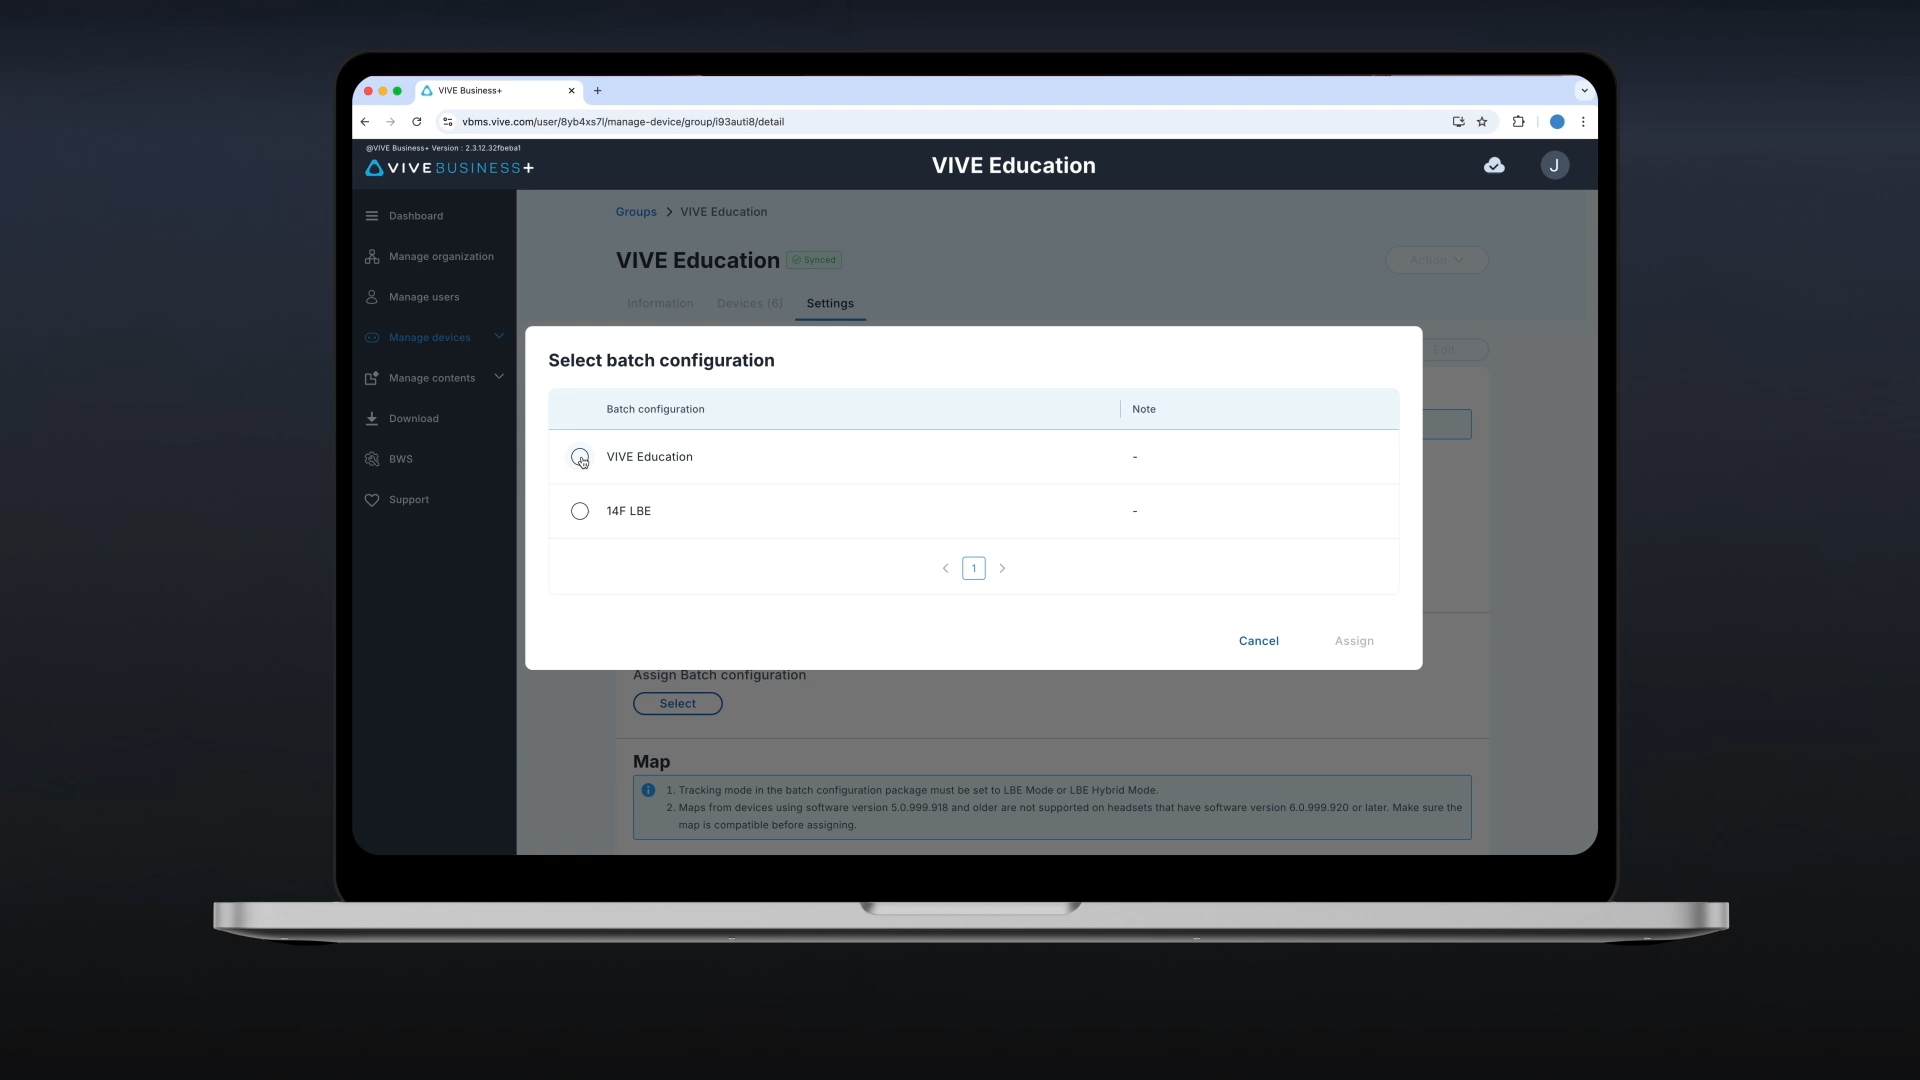 VIVE Business+
vbms.vive.com/user/8yb4xs7l/manage-device/group/i93auti8/detail
@VIVE Business+ Version : 2.3.12.32fbeba1
VIVE BUSINESS+
VIVE Education
J
Dashboard
Manage organization
Manage users
Manage devices
Manage contents
Download
BWS
Support
Groups > VIVE Education
VIVE Education
Synced
Action
Information
Devices (6)
Settings
Edit
Select batch configuration
Batch configuration
Note
VIVE Education
-
14F LBE
-
1
Cancel
Assign
Assign Batch configuration
Select
Map
1. Tracking mode in the batch configuration package must be set to LBE Mode or LBE Hybrid Mode.
2. Maps from devices using software version 5.0.999.918 and older are not supported on headsets that have software version 6.0.999.920 or later. Make sure the
map is compatible before assigning.